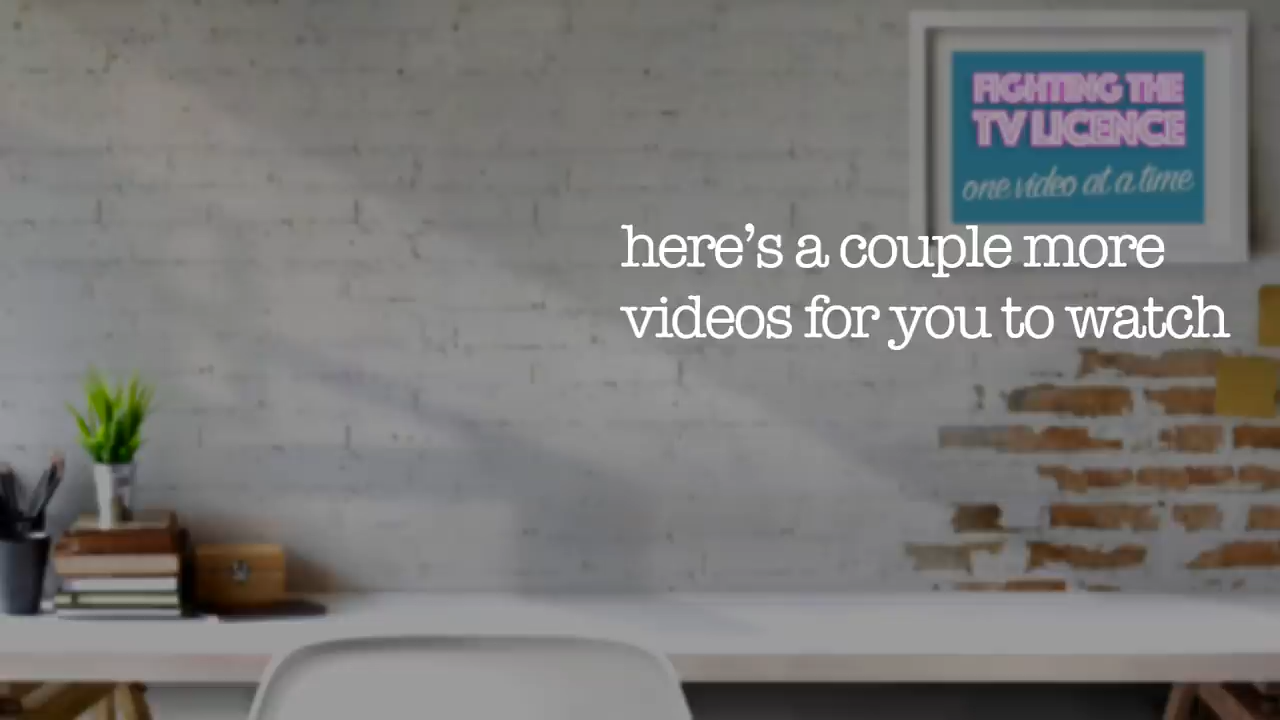 FIGHTING THE
TV LICENCE
one video at a time
here's a couple more
videos for you to watch